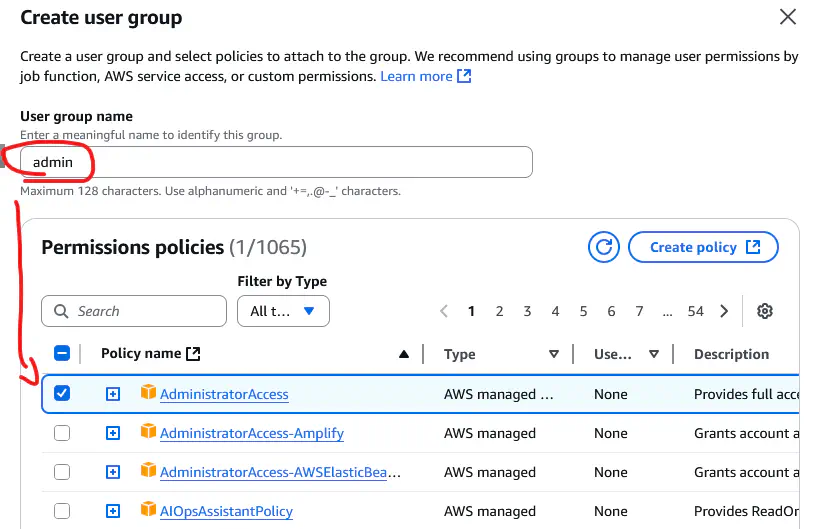 Create user group
Create a user group and select policies to attach to the group. We recommend using groups to manage user permissions by
job function, AWS service access, or custom permissions. Learn more
User group name
Enter a meaningful name to identify this group.
admin
Maximum 128 characters. Use alphanumeric and '+=,.@-_' characters.
Permissions policies (1/1065)
Create policy
Filter by Type
Search
All t...
1 2 3 4 5 6 7 ... 54
Policy name Type Use... Description
AdministratorAccess AWS managed ... None Provides full acce
AdministratorAccess-Amplify AWS managed None Grants account a
AdministratorAccess-AWSElasticBea... AWS managed None Grants account a
AIOpsAssistantPolicy AWS managed None Provides ReadOn